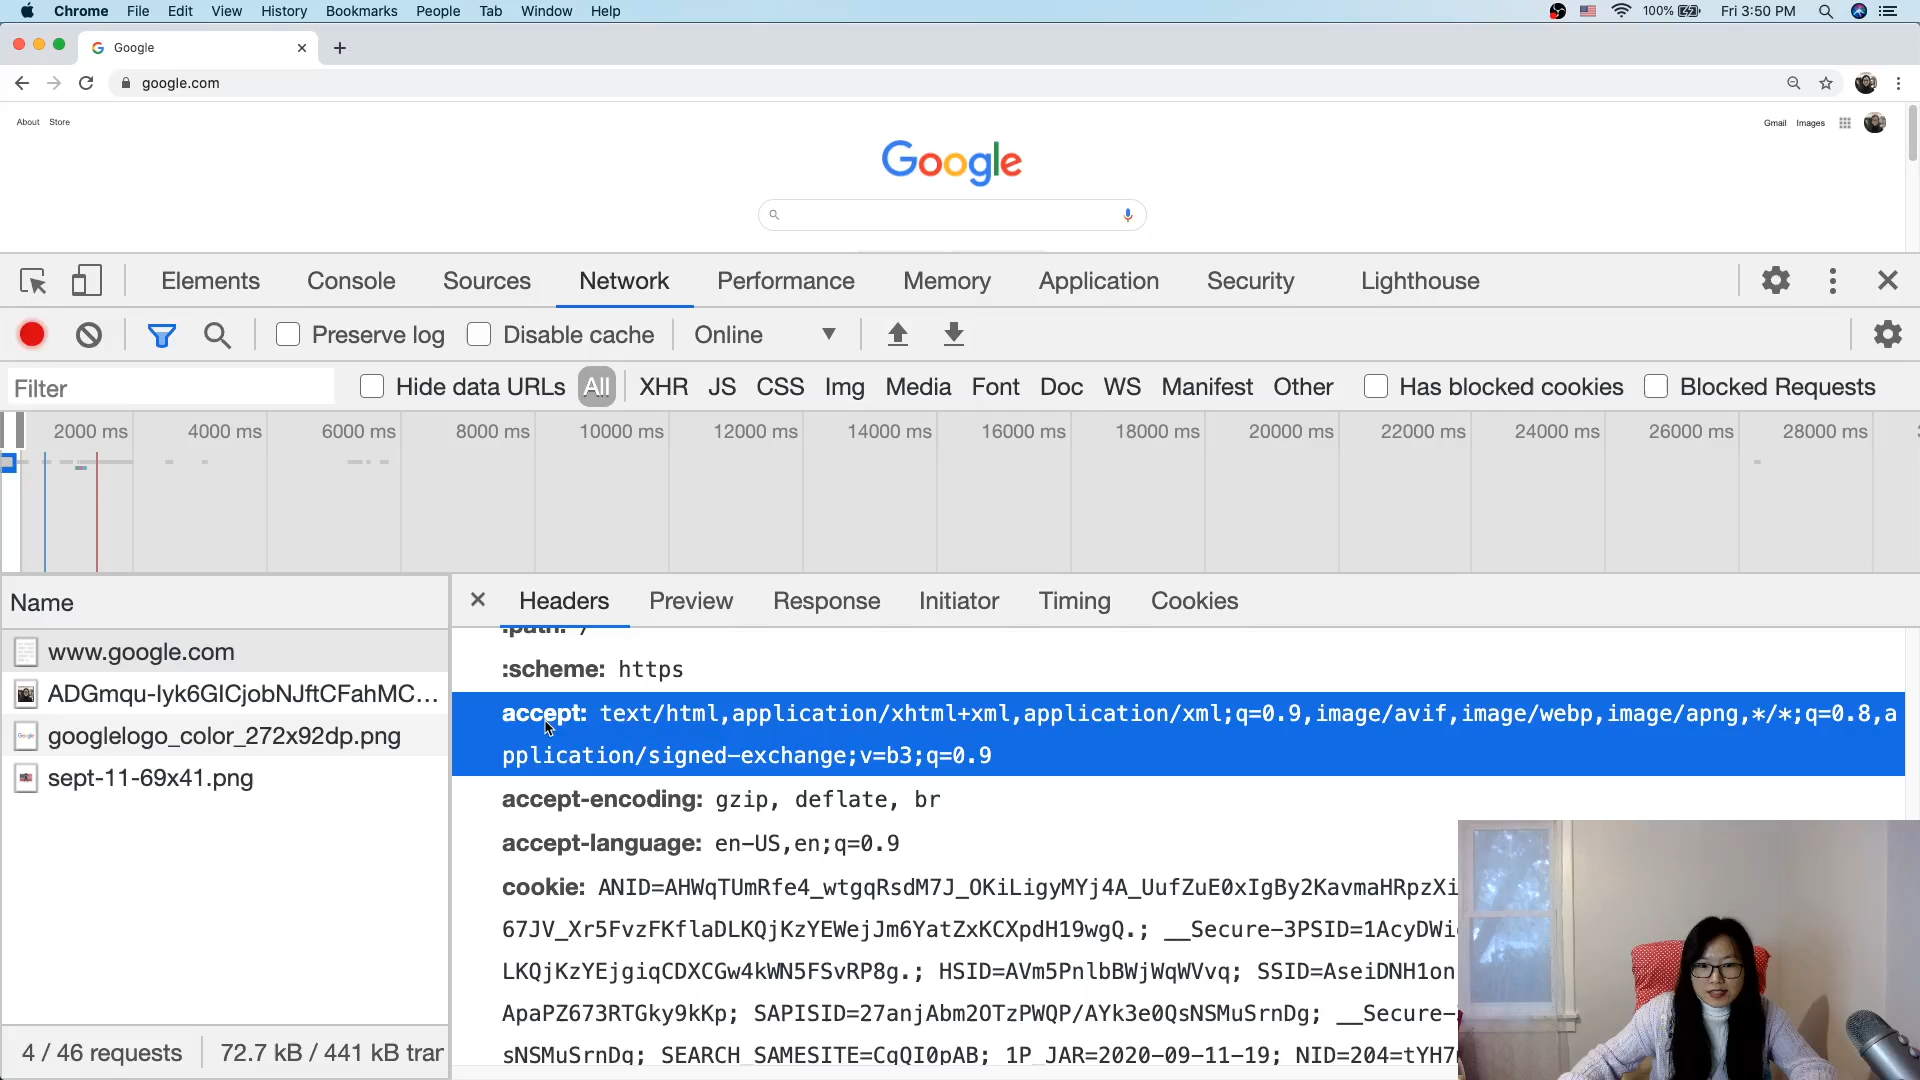 Chrome File Edit View History Bookmarks People Tab Window Help 100% Fri 3:50 PM
Google
google.com
About Store Gmail Images
Google
Elements Console Sources Network Performance Memory Application Security Lighthouse
Preserve log Disable cache Online
Filter Hide data URLs All XHR JS CSS Img Media Font Doc WS Manifest Other Has blocked cookies Blocked Requests
2000 ms 4000 ms 6000 ms 8000 ms 10000 ms 12000 ms 14000 ms 16000 ms 18000 ms 20000 ms 22000 ms 24000 ms 26000 ms 28000 ms
Name
www.google.com
ADGmqu-lyk6GICjobNJftCFahMC...
googlelogo_color_272x92dp.png
sept-11-69x41.png
4 / 46 requests 72.7 kB / 441 kB tran
Headers Preview Response Initiator Timing Cookies
:path: /
:scheme: https
accept: text/html,application/xhtml+xml,application/xml;q=0.9,image/avif,image/webp,image/apng,*/*;q=0.8,a
pplication/signed-exchange;v=b3;q=0.9
accept-encoding: gzip, deflate, br
accept-language: en-US,en;q=0.9
cookie: ANID=AHWqTUmRfe4_wtgqRsdM7J_OKiLigyMYj4A_UufZuE0xIgBy2KavmaHRpzXi
67JV_Xr5FvzFKflaDLKQjKzYEWejJm6YatZxKCXpdH19wgQ.; __Secure-3PSID=1AcyDWi
LKQjKzYEjgiqCDXCGw4kWN5FSvRP8g.; HSID=AVm5PnlbBWjWqWVvq; SSID=AseiDNH1on
ApaPZ673RTGky9kKp; SAPISID=27anjAbm2OTzPWQP/AYk3e0QsNSMuSrnDg; __Secure-
sNSMuSrnDg; SEARCH_SAMESITE=CgQI0pAB; 1P_JAR=2020-09-11-19; NID=204=tYH7